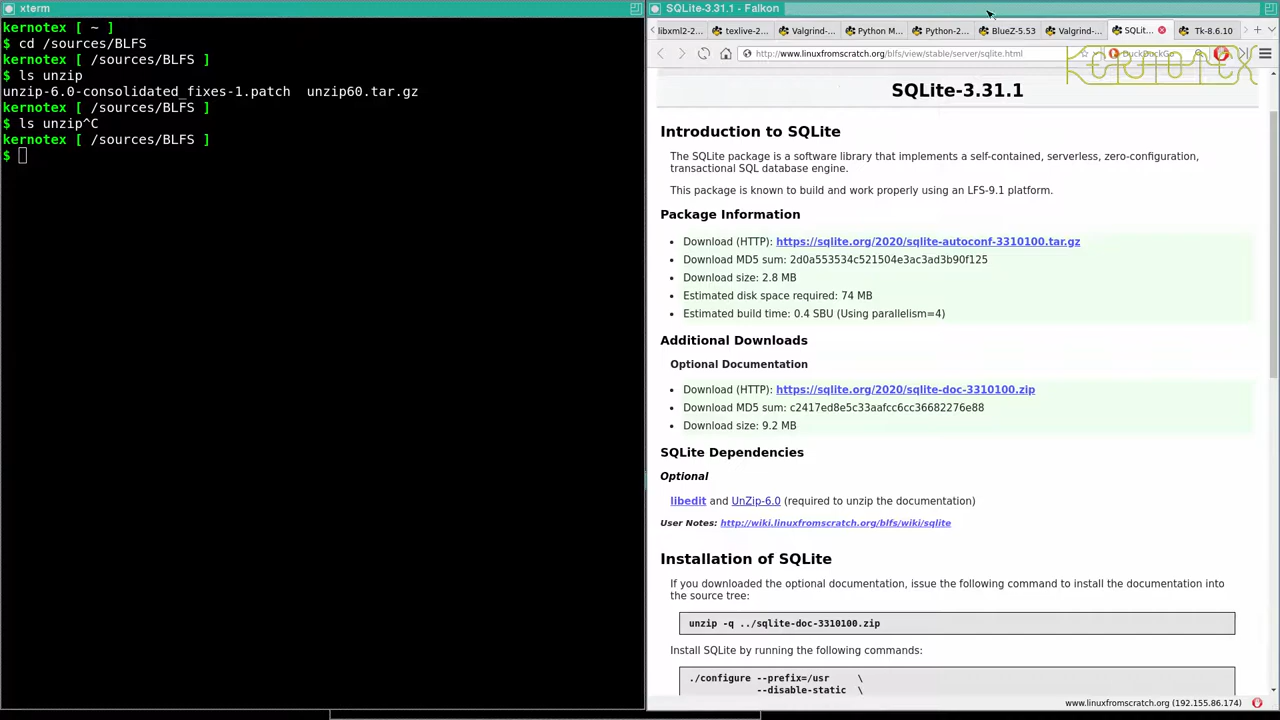 xterm
kernotex [ ~ ]
$ cd /sources/BLFS
kernotex [ /sources/BLFS ]
$ ls unzip
unzip-6.0-consolidated_fixes-1.patch  unzip60.tar.gz
kernotex [ /sources/BLFS ]
$ ls unzip^C
kernotex [ /sources/BLFS ]
$
SQLite-3.31.1 - Falkon
libxml2-2... texlive-2... Valgrind-... Python M... Python-2... BlueZ-5.53 Valgrind-... SQLit... Tk-8.6.10
http://www.linuxfromscratch.org/blfs/view/stable/server/sqlite.html
DuckDuckGo
KERNOTEX
SQLite-3.31.1
Introduction to SQLite
The SQLite package is a software library that implements a self-contained, serverless, zero-configuration,
transactional SQL database engine.
This package is known to build and work properly using an LFS-9.1 platform.
Package Information
• Download (HTTP): https://sqlite.org/2020/sqlite-autoconf-3310100.tar.gz
• Download MD5 sum: 2d0a553534c521504e3ac3ad3b90f125
• Download size: 2.8 MB
• Estimated disk space required: 74 MB
• Estimated build time: 0.4 SBU (Using parallelism=4)
Additional Downloads
Optional Documentation
• Download (HTTP): https://sqlite.org/2020/sqlite-doc-3310100.zip
• Download MD5 sum: c2417ed8e5c33aafcc6cc36682276e88
• Download size: 9.2 MB
SQLite Dependencies
Optional
libedit and UnZip-6.0 (required to unzip the documentation)
User Notes: http://wiki.linuxfromscratch.org/blfs/wiki/sqlite
Installation of SQLite
If you downloaded the optional documentation, issue the following command to install the documentation into
the source tree:
unzip -q ../sqlite-doc-3310100.zip
Install SQLite by running the following commands:
./configure --prefix=/usr     \
--disable-static  \
www.linuxfromscratch.org (192.155.86.174)